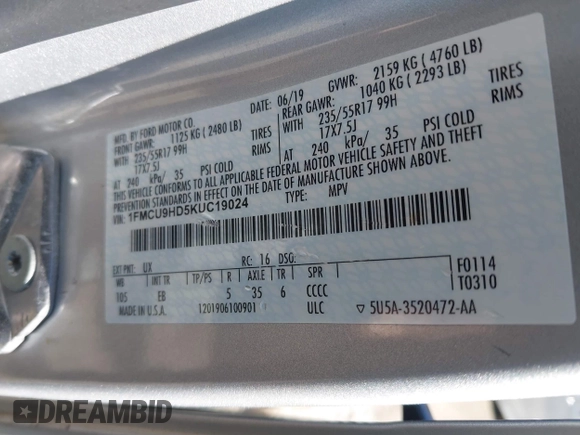 MFD. BY FORD MOTOR CO.
DATE: 06/19
GVWR: 2159 KG ( 4760 LB)
FRONT GAWR: 1125 KG ( 2480 LB)
REAR GAWR: 1040 KG ( 2293 LB)
WITH 235/55R17 99H TIRES
WITH 235/55R17 99H TIRES
17X7.5J RIMS
17X7.5J RIMS
AT 240 kPa/ 35 PSI COLD
AT 240 kPa/ 35 PSI COLD
THIS VEHICLE CONFORMS TO ALL APPLICABLE FEDERAL MOTOR VEHICLE SAFETY AND THEFT
PREVENTION STANDARDS IN EFFECT ON THE DATE OF MANUFACTURE SHOWN ABOVE.
VIN: 1FMCU9HD5KUC19024
TYPE: MPV
EXT PNT: UX RC: 16 DSO: F0114
WB INT TR TP/PS R AXLE TR SPR T0310
105 EB 5 35 6 CCCC
MADE IN U.S.A. 1201906100901 ULC ▽ 5U5A-3520472-AA
DREAMBID